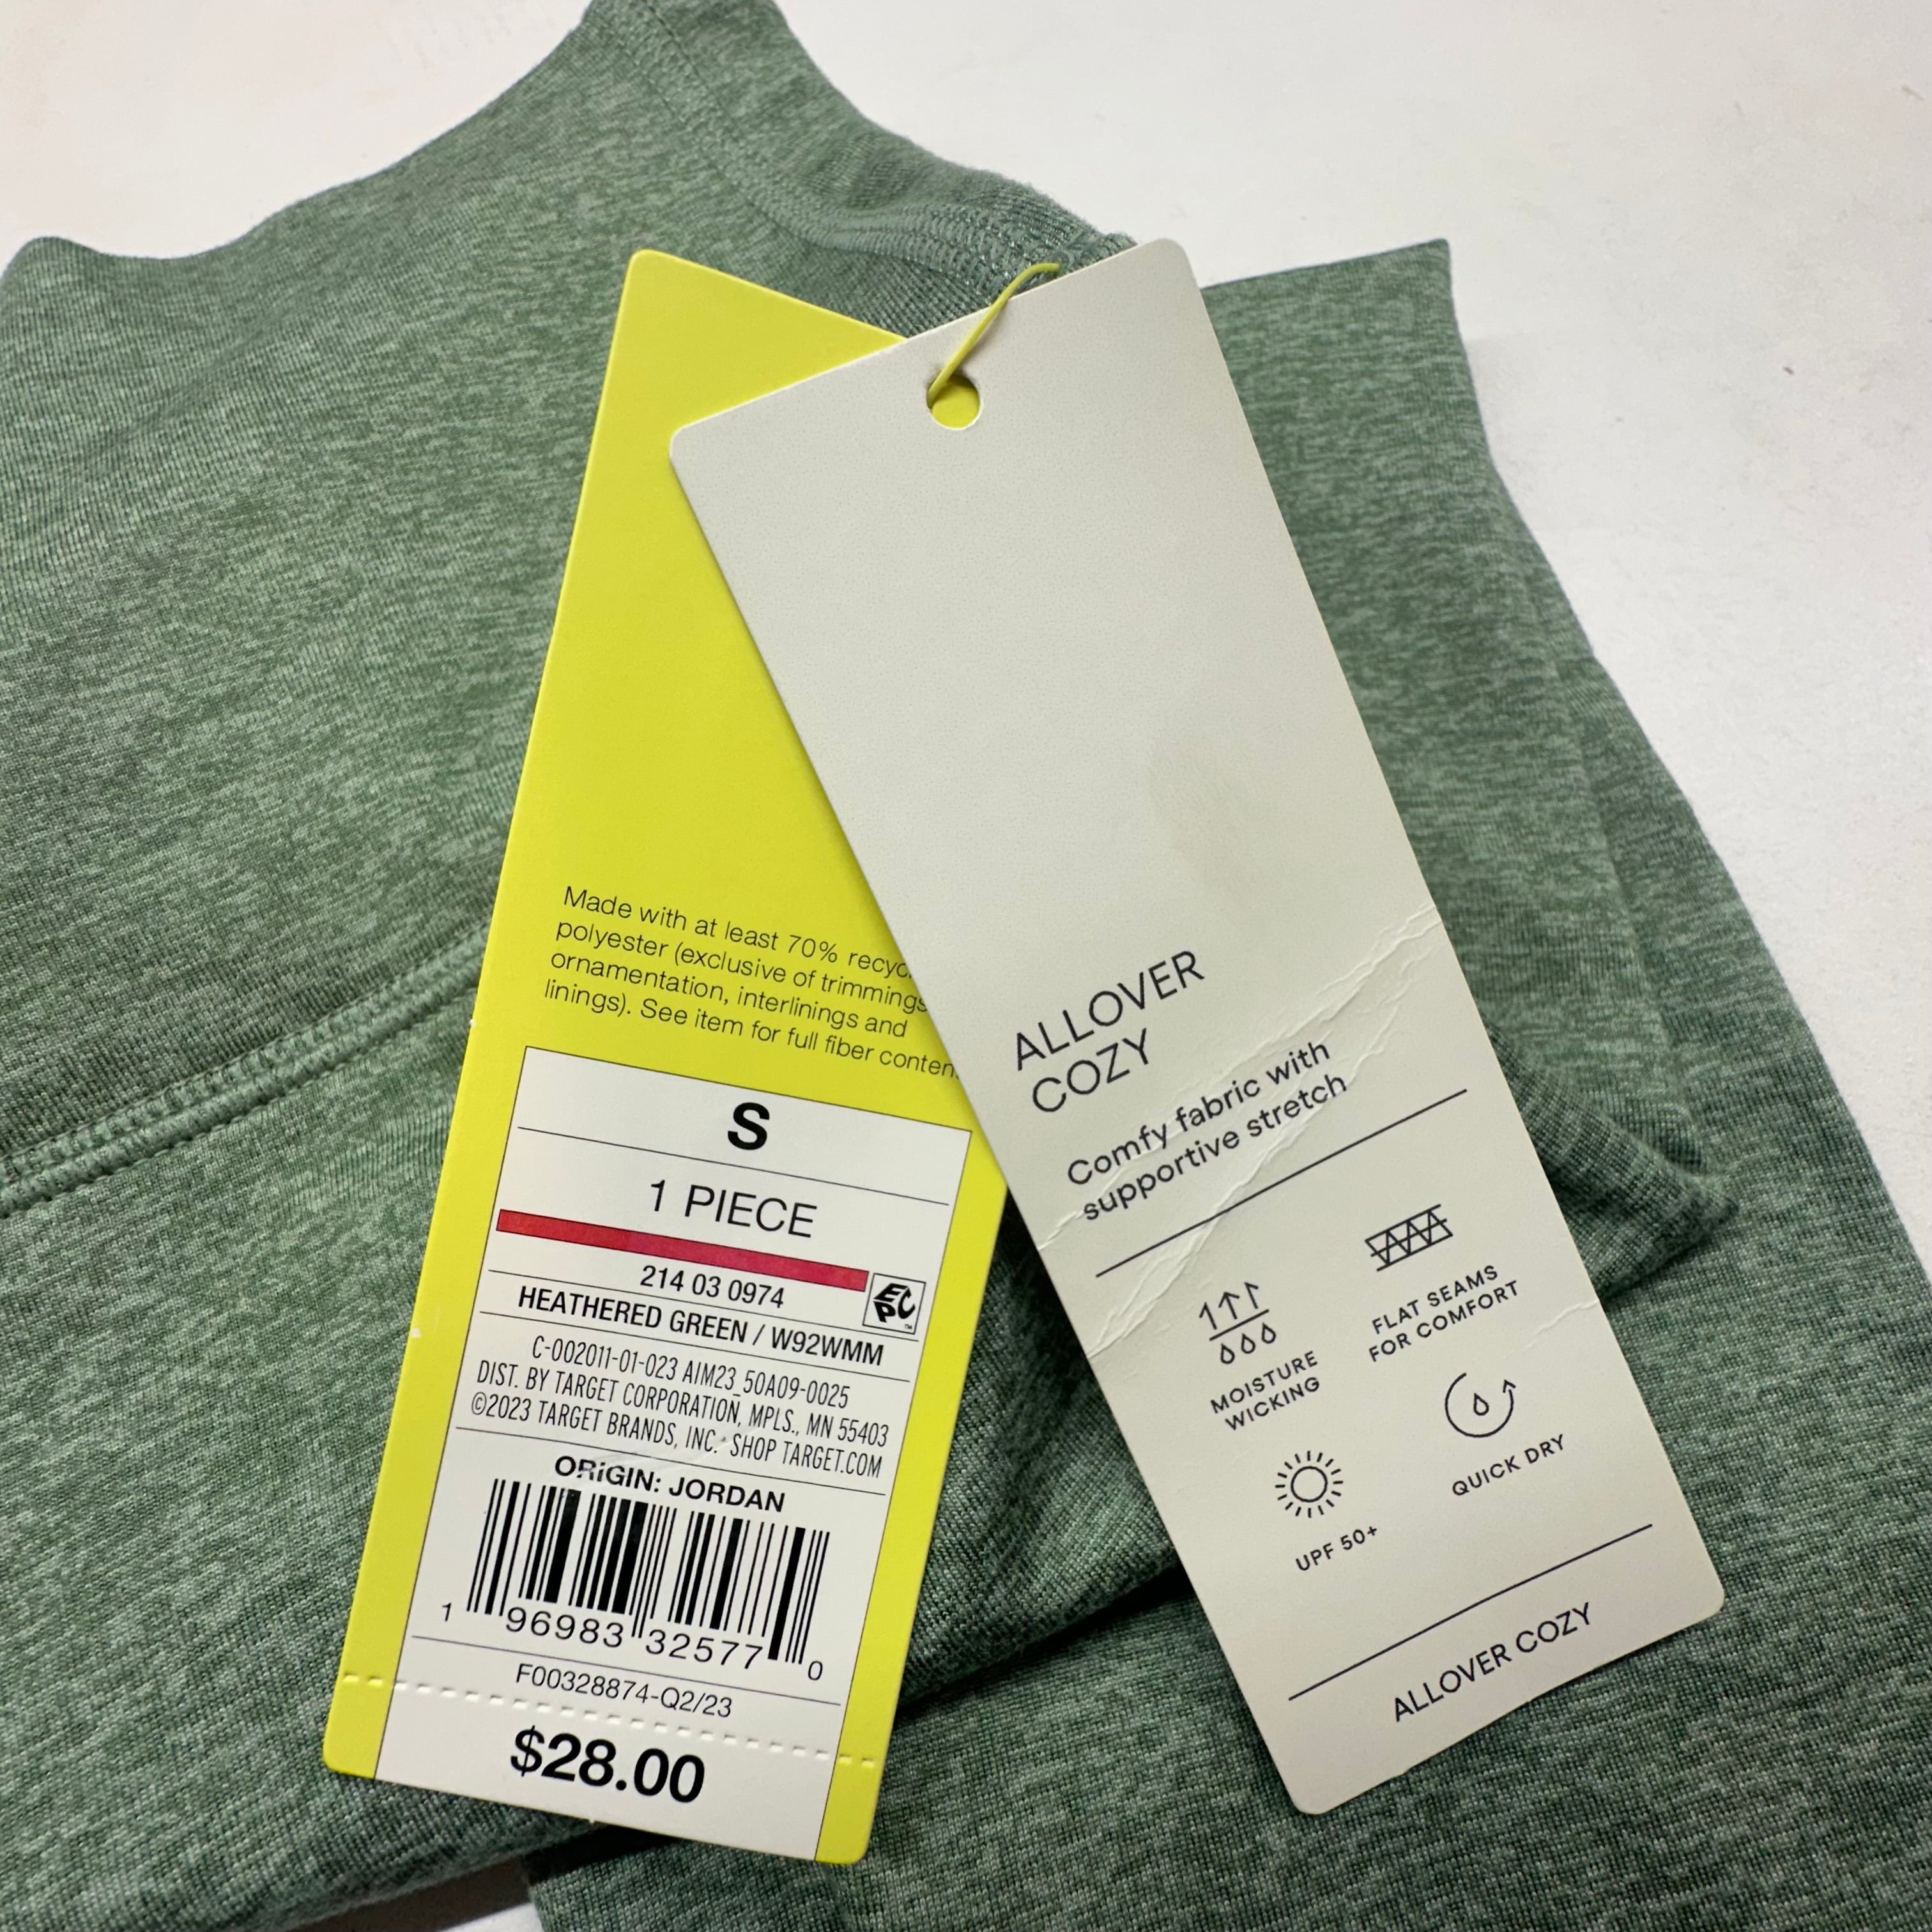 Made with at least 70%
polyester (exclusive of trimmings
ornamentation, interlinings and
linings). See item for full fiber
S
1 PIECE
214 03 0974
EPC™
HEATHERED GREEN / W92WMM
C-002011-01-023 AIM23_50A09-0025
DIST. BY TARGET CORPORATION, MPLS., MN 55403
©2023 TARGET BRANDS, INC. SHOP TARGET.COM
ORIGIN: JORDAN
1 96983 32577 0
F00328874-Q2/23
$28.00
ALLOVER
COZY
Comfy fabric with
supportive stretch
MOISTURE
WICKING
FLAT SEAMS
FOR COMFORT
UPF 50+
QUICK DRY
ALLOVER COZY